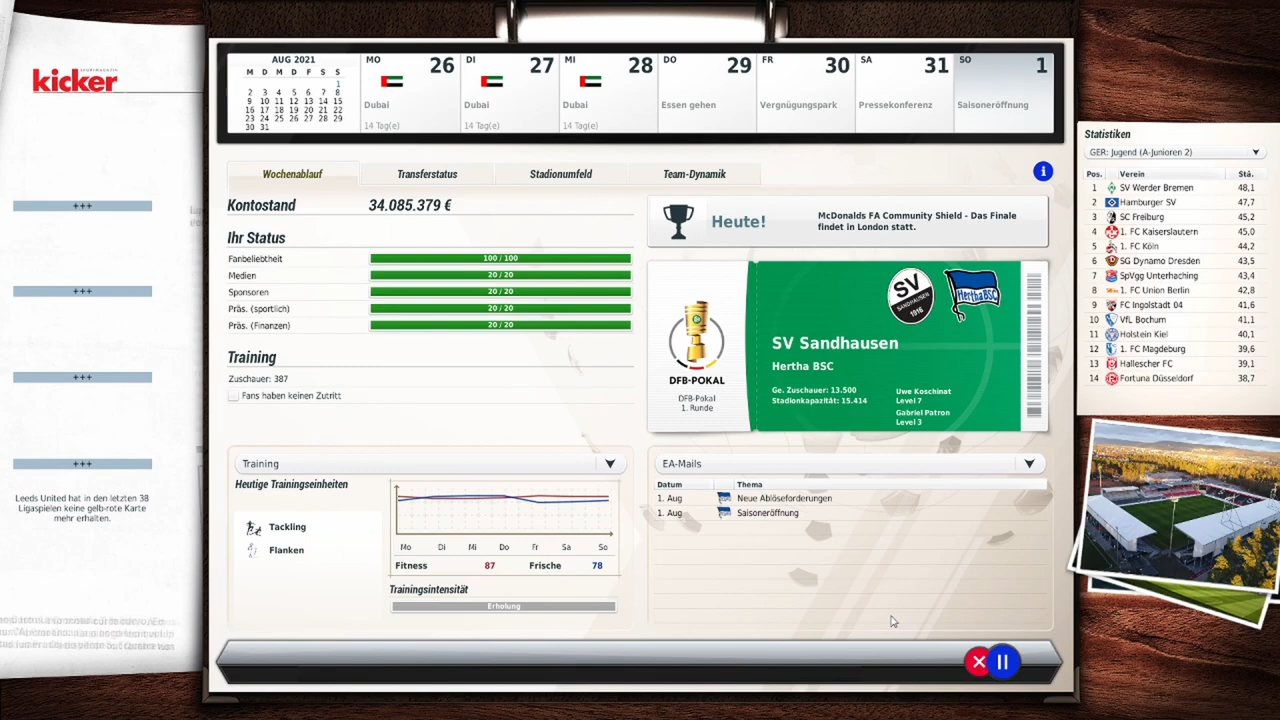 SPORTMAGAZIN
kicker
+++
+++
+++
+++
Leeds United hat in den letzten 38
Ligaspielen keine gelb-rote Karte
mehr erhalten.
AUG 2021
M D M D F S S
1
2 3 4 5 6 7 8
9 10 11 12 13 14 15
16 17 18 19 20 21 22
23 24 25 26 27 28 29
30 31
MO 26
Dubai
14 Tag(e)
DI 27
Dubai
14 Tag(e)
MI 28
Dubai
14 Tag(e)
DO 29
Essen gehen
FR 30
Vergnügungspark
SA 31
Pressekonferenz
SO 1
Saisoneröffnung
Wochenablauf Transferstatus Stadionumfeld Team-Dynamik
i
Kontostand 34.085.379 €
Ihr Status
Fanbeliebtheit 100 / 100
Medien 20 / 20
Sponsoren 20 / 20
Präs. (sportlich) 20 / 20
Präs. (Finanzen) 20 / 20
Training
Zuschauer: 387
Fans haben keinen Zutritt
Heute!
McDonalds FA Community Shield - Das Finale
findet in London statt.
DFB-POKAL
DFB-Pokal
1. Runde
SV
SANDHAUSEN
1916
Hertha BSC
SV Sandhausen
Hertha BSC
Ge. Zuschauer: 13.500
Stadionkapazität: 15.414
Uwe Koschinat
Level 7
Gabriel Patron
Level 3
Training
Heutige Trainingseinheiten
Tackling
Flanken
Mo Di Mi Do Fr Sa So
Fitness 87 Frische 78
Trainingsintensität
Erholung
EA-Mails
Datum Thema
1. Aug Neue Ablöseforderungen
1. Aug Saisoneröffnung
Statistiken
GER: Jugend (A-Junioren 2)
Pos. Verein Stä.
1 SV Werder Bremen 48,1
2 Hamburger SV 47,7
3 SC Freiburg 45,2
4 1. FC Kaiserslautern 45,0
5 1. FC Köln 44,2
6 SG Dynamo Dresden 43,5
7 SpVgg Unterhaching 43,4
8 1. FC Union Berlin 42,8
9 FC Ingolstadt 04 41,6
10 VfL Bochum 41,1
11 Holstein Kiel 40,1
12 1. FC Magdeburg 39,6
13 Hallescher FC 39,1
14 Fortuna Düsseldorf 38,7